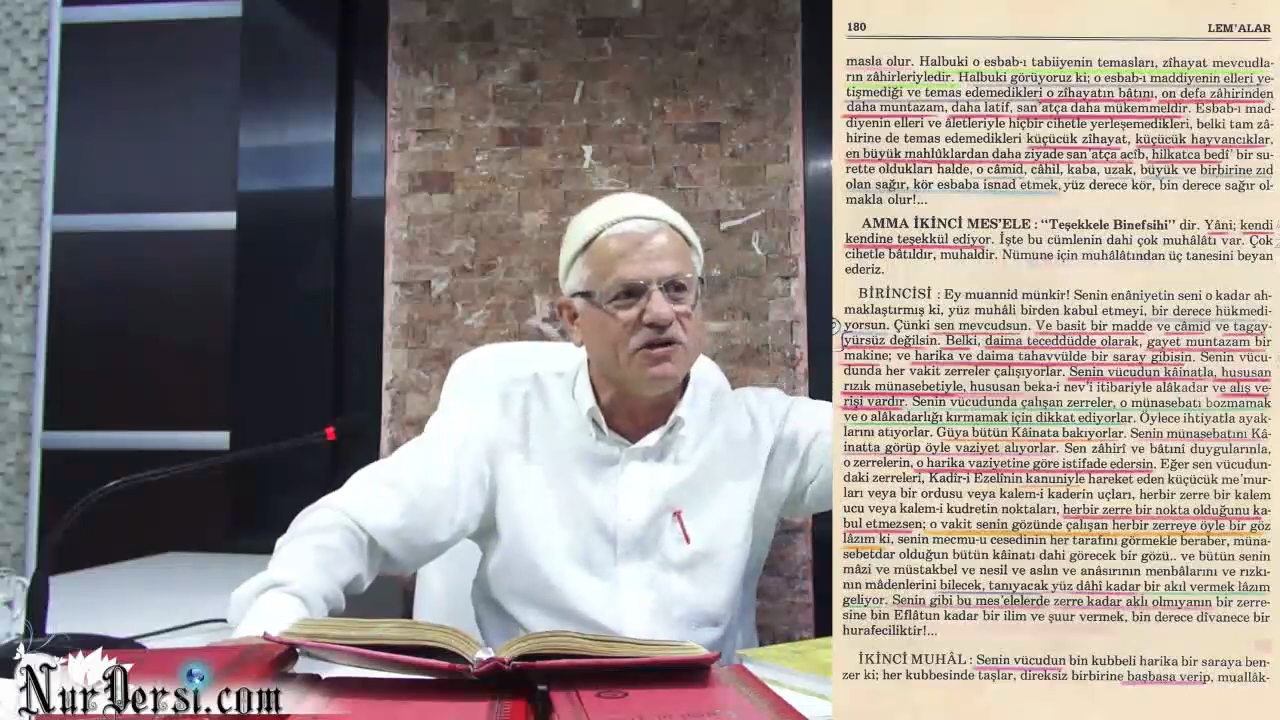 180 LEM'ALAR
masla olur. Halbuki o esbab-ı tabiiyenin temasları, zîhayat mevcudla-
rın zâhirleriyledir. Halbuki görüyoruz ki; o esbab-ı maddiyenin elleri ye-
tişmediği ve temas edemedikleri o zîhayatın bâtını, on defa zâhirinden
daha muntazam, daha latif, san'atça daha mükemmeldir. Esbab-ı mad-
diyenin elleri ve âletleriyle hiçbir cihetle yerleşemedikleri, belki tam zâ-
hirine de temas edemedikleri küçücük zîhayat, küçücük hayvancıklar,
en büyük mahlûklardan daha ziyade san'atça acîb, hilkatca bedî' bir su-
rette oldukları halde, o câmid, câhil, kaba, uzak, büyük ve birbirine zıd
olan sağır, kör esbaba isnad etmek, yüz derece kör, bin derece sağır ol-
makla olur!...
AMMA İKİNCİ MES'ELE : "Teşekkele Binefsihi" dir. Yâni; kendi
kendine teşekkül ediyor. İşte bu cümlenin dahi çok muhâlâtı var. Çok
cihetle bâtıldır, muhaldir. Nümune için muhâlâtından üç tanesini beyan
ederiz.
BİRİNCİSİ : Ey muannid münkir! Senin enâniyetin seni o kadar ah-
maklaştırmış ki, yüz muhâli birden kabul etmeyi, bir derece hükmedi-
yorsun. Çünki sen mevcudsun. Ve basit bir madde ve câmid ve tagay-
yürsüz değilsin. Belki, daima teceddüdde olarak, gayet muntazam bir
makine; ve harika ve daima tahavvülde bir saray gibisin. Senin vücu-
dunda her vakit zerreler çalışıyorlar. Senin vücudun kâinatla, hususan
rızık münasebetiyle, hususan beka-i nev'i itibariyle alâkadar ve alış ve-
rişi vardır. Senin vücudunda çalışan zerreler, o münasebatı bozmamak
ve o alâkadarlığı kırmamak için dikkat ediyorlar. Öylece ihtiyatla ayak-
larını atıyorlar. Güya bütün Kâinata bakıyorlar. Senin münasebatını Kâ-
inatta görüp öyle vaziyet alıyorlar. Sen zâhirî ve bâtınî duygularınla,
o zerrelerin, o harika vaziyetine göre istifade edersin. Eğer sen vücudun-
daki zerreleri, Kadîr-i Ezelînin kanuniyle hareket eden küçücük me'mur-
ları veya bir ordusu veya kalem-i kaderin uçları, herbir zerre bir kalem
ucu veya kalem-i kudretin noktaları, herbir zerre bir nokta olduğunu ka-
bul etmezsen; o vakit senin gözünde çalışan herbir zerreye öyle bir göz
lâzım ki, senin mecmu-u cesedinin her tarafını görmekle beraber, müna-
sebetdar olduğun bütün kâinatı dahi görecek bir gözü.. ve bütün senin
mâzi ve müstakbel ve nesil ve aslın ve anâsırının menbâlarını ve rızkı-
nın mâdenlerini bilecek, tanıyacak yüz dâhî kadar bir akıl vermek lâzım
geliyor. Senin gibi bu mes'elelerde zerre kadar aklı olmıyanın bir zerre-
sine bin Eflâtun kadar bir ilim ve şuur vermek, bin derece dîvanece bir
hurafeciliktir!...
İKİNCİ MUHÂL : Senin vücudun bin kubbeli harika bir saraya ben-
zer ki; her kubbesinde taşlar, direksiz birbirine başbaşa verip, muallâk-
NurDersi.com